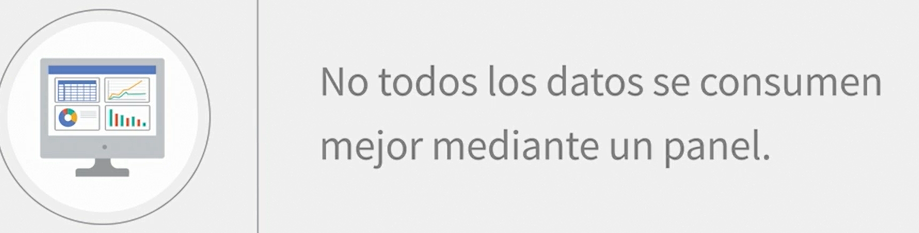 No todos los datos se consumen
mejor mediante un panel.